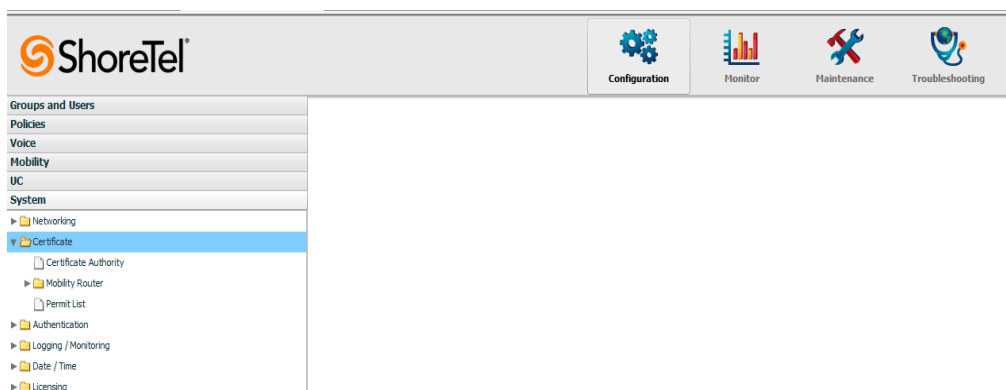 ShoreTel
Configuration
Monitor
Maintenance
Troubleshooting
Groups and Users
Policies
Voice
Mobility
UC
System
Networking
Certificate
Certificate Authority
Mobility Router
Permit List
Authentication
Logging / Monitoring
Date / Time
Licensing